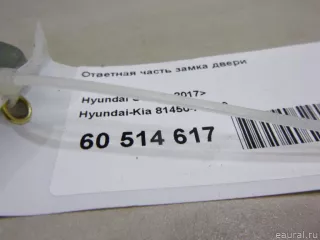 Ответная часть замка двери
Hyundai 2017>
Hyundai-Kia 81450
60 514 617
© eaural.ru